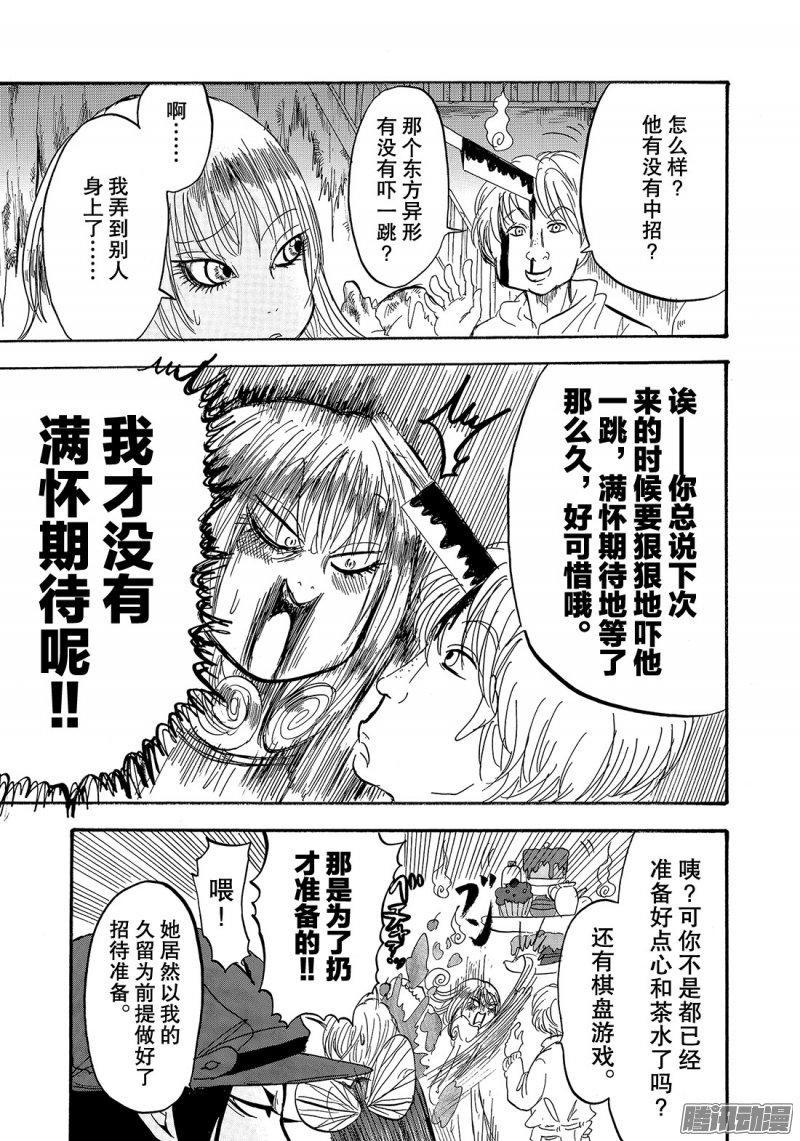 怎么样？
他有没有中招？
那个东方异形
有没有吓一跳？
啊
……
我弄到别人
身上了……
诶——你总说下次
来的时候要狠狠地吓他
一跳，满怀期待地等了
那么久，好可惜哦。
我才没有
满怀期待呢!!
咦？可你不是都已经
准备好点心和茶水了吗？
还有棋盘游戏。
那是为了扔
才准备的!!
喂！
她居然以我的
久留为前提做好了
招待准备。
腾讯动漫